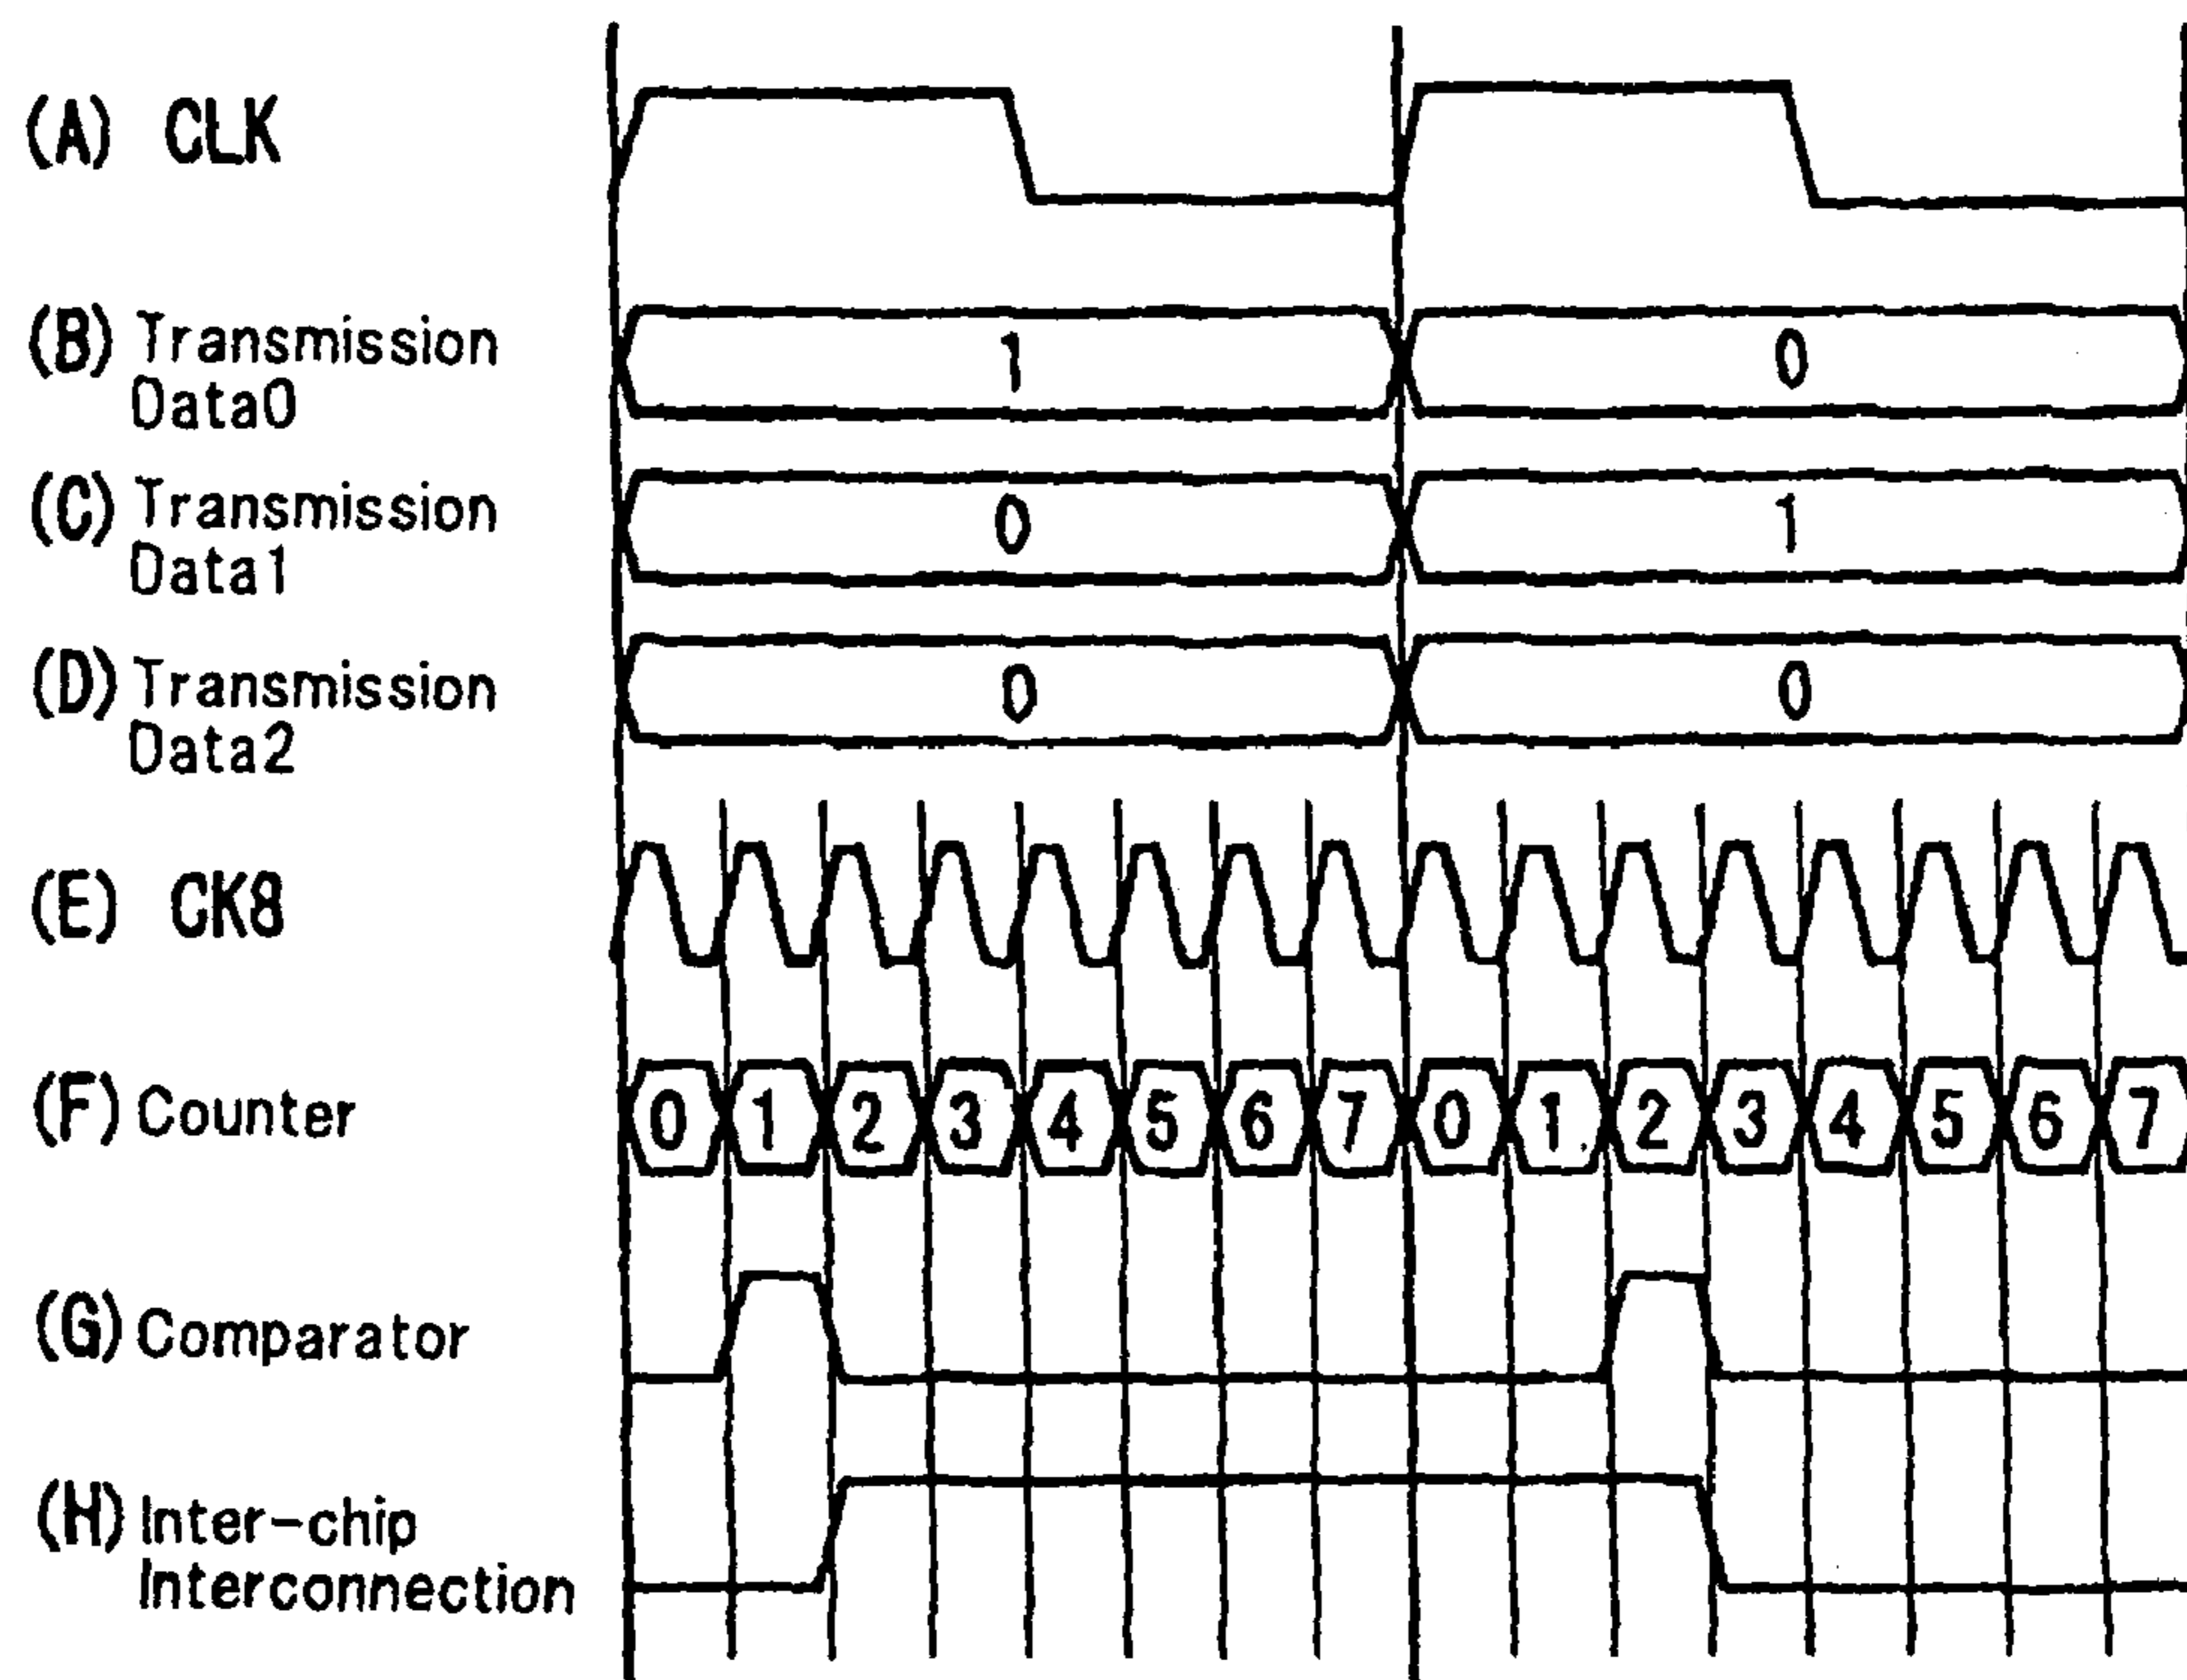 (A) CLK
(B) Transmission
Data0
1 0
(C) Transmission
Data1
0 1
(D) Transmission
Data2
0 0
(E) CK8
(F) Counter
0 1 2 3 4 5 6 7 0 1 2 3 4 5 6 7
(G) Comparator
(H) Inter-chip
Interconnection